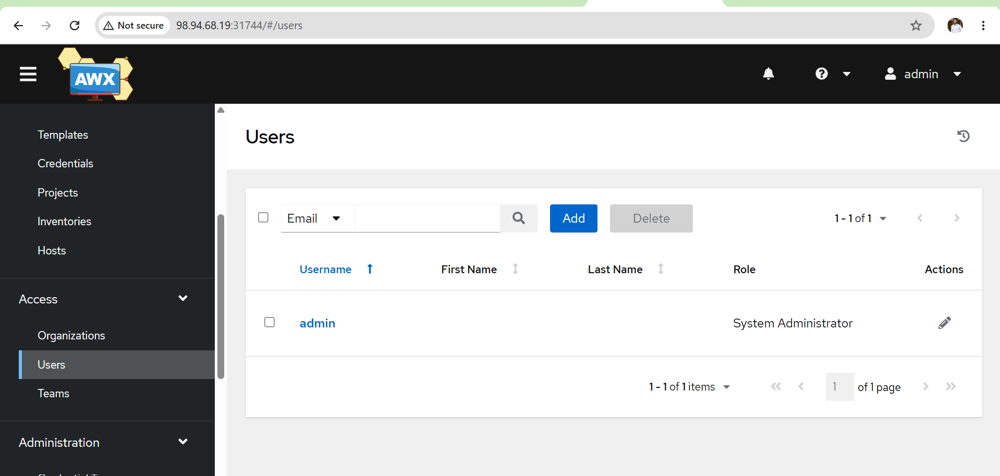 Not secure 98.94.68.19:31744/#/users
AWX
admin
Templates
Credentials
Projects
Inventories
Hosts
Access
Organizations
Users
Teams
Administration
Users
Email
Add
Delete
1 - 1 of 1
Username First Name Last Name Role Actions
admin System Administrator
1 - 1 of 1 items
1 of 1 page